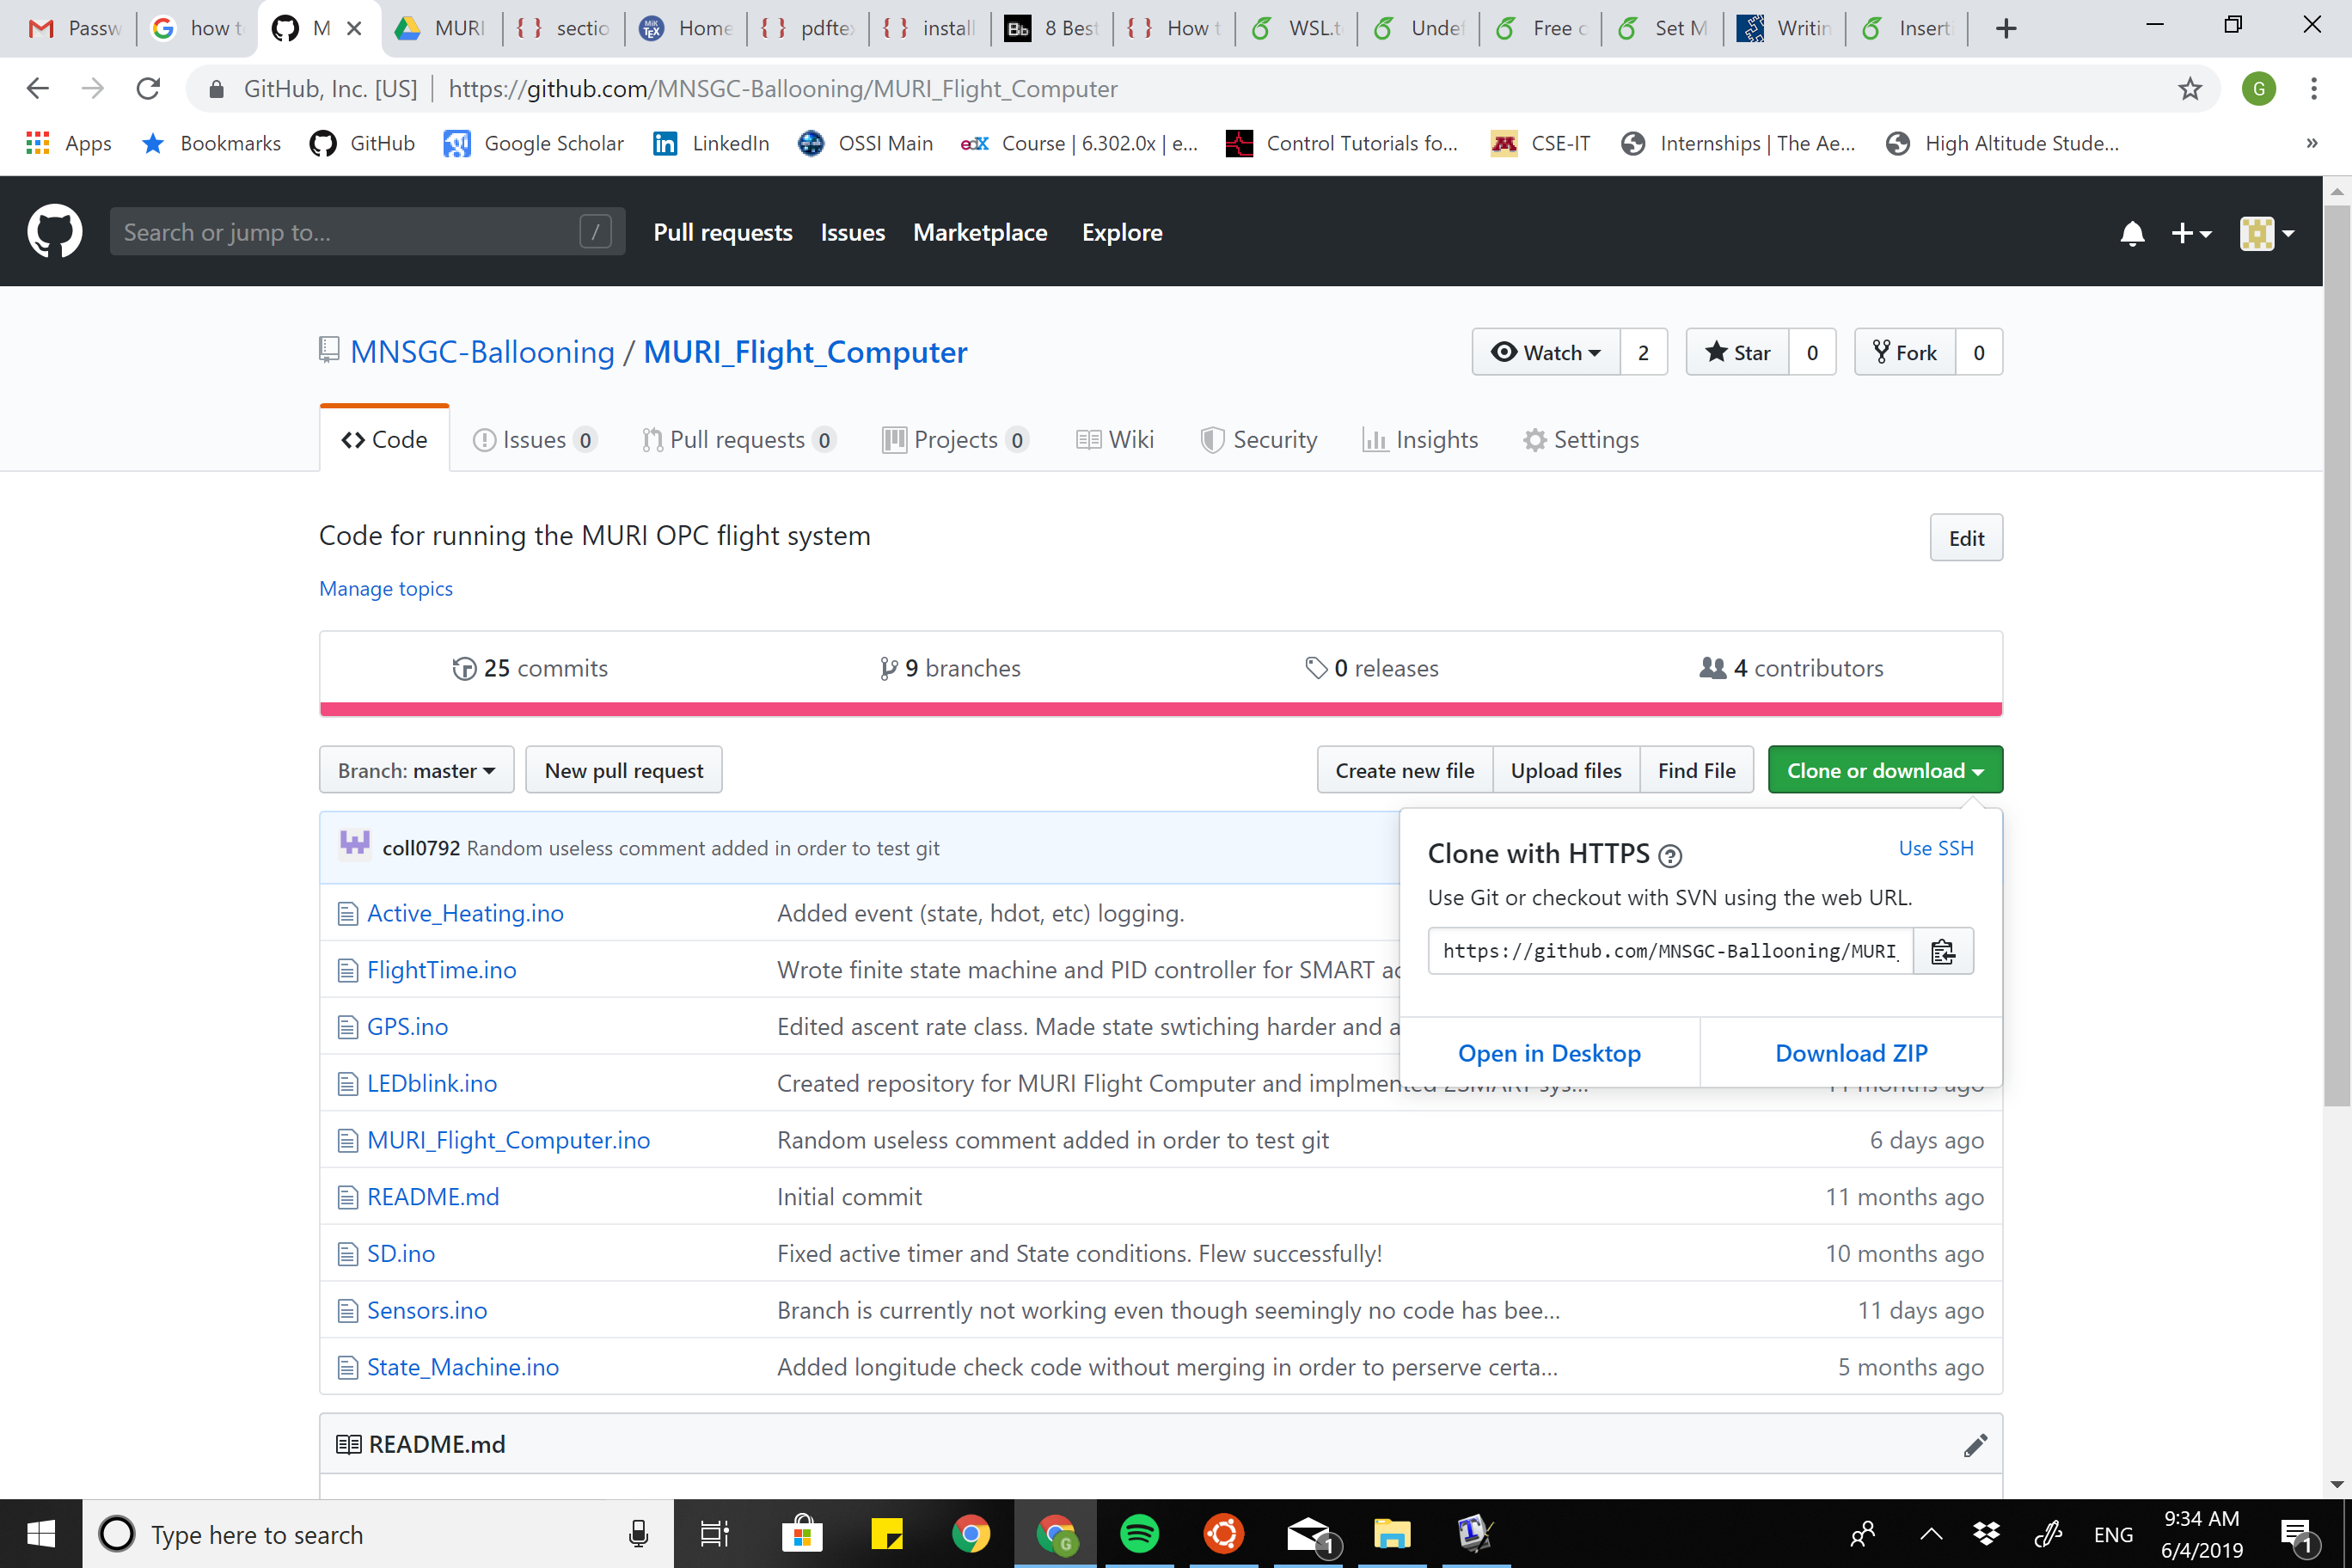 Passw how t M MURI sectio Home pdftex install 8 Best How t WSL.t Undef Free o Set M Writin Inserti
GitHub, Inc. [US] https://github.com/MNSGC-Ballooning/MURI_Flight_Computer G
Apps Bookmarks GitHub Google Scholar LinkedIn OSSI Main edX Course | 6.302.0x | e... Control Tutorials fo... CSE-IT Internships | The Ae... High Altitude Stude... »
Search or jump to... / Pull requests Issues Marketplace Explore
MNSGC-Ballooning / MURI_Flight_Computer Watch 2 Star 0 Fork 0
Code Issues 0 Pull requests 0 Projects 0 Wiki Security Insights Settings
Code for running the MURI OPC flight system Edit
Manage topics
25 commits 9 branches 0 releases 4 contributors
Branch: master New pull request Create new file Upload files Find File Clone or download
coll0792 Random useless comment added in order to test git
Clone with HTTPS ? Use SSH
Use Git or checkout with SVN using the web URL.
https://github.com/MNSGC-Ballooning/MURI_
Open in Desktop Download ZIP
Active_Heating.ino Added event (state, hdot, etc) logging.
FlightTime.ino Wrote finite state machine and PID controller for SMART ac
GPS.ino Edited ascent rate class. Made state swtiching harder and a
LEDblink.ino Created repository for MURI Flight Computer and implmented 2SMART sys... 11 months ago
MURI_Flight_Computer.ino Random useless comment added in order to test git 6 days ago
README.md Initial commit 11 months ago
SD.ino Fixed active timer and State conditions. Flew successfully! 10 months ago
Sensors.ino Branch is currently not working even though seemingly no code has bee... 11 days ago
State_Machine.ino Added longitude check code without merging in order to perserve certa... 5 months ago
README.md
Type here to search 1 ENG 9:34 AM 1
6/4/2019